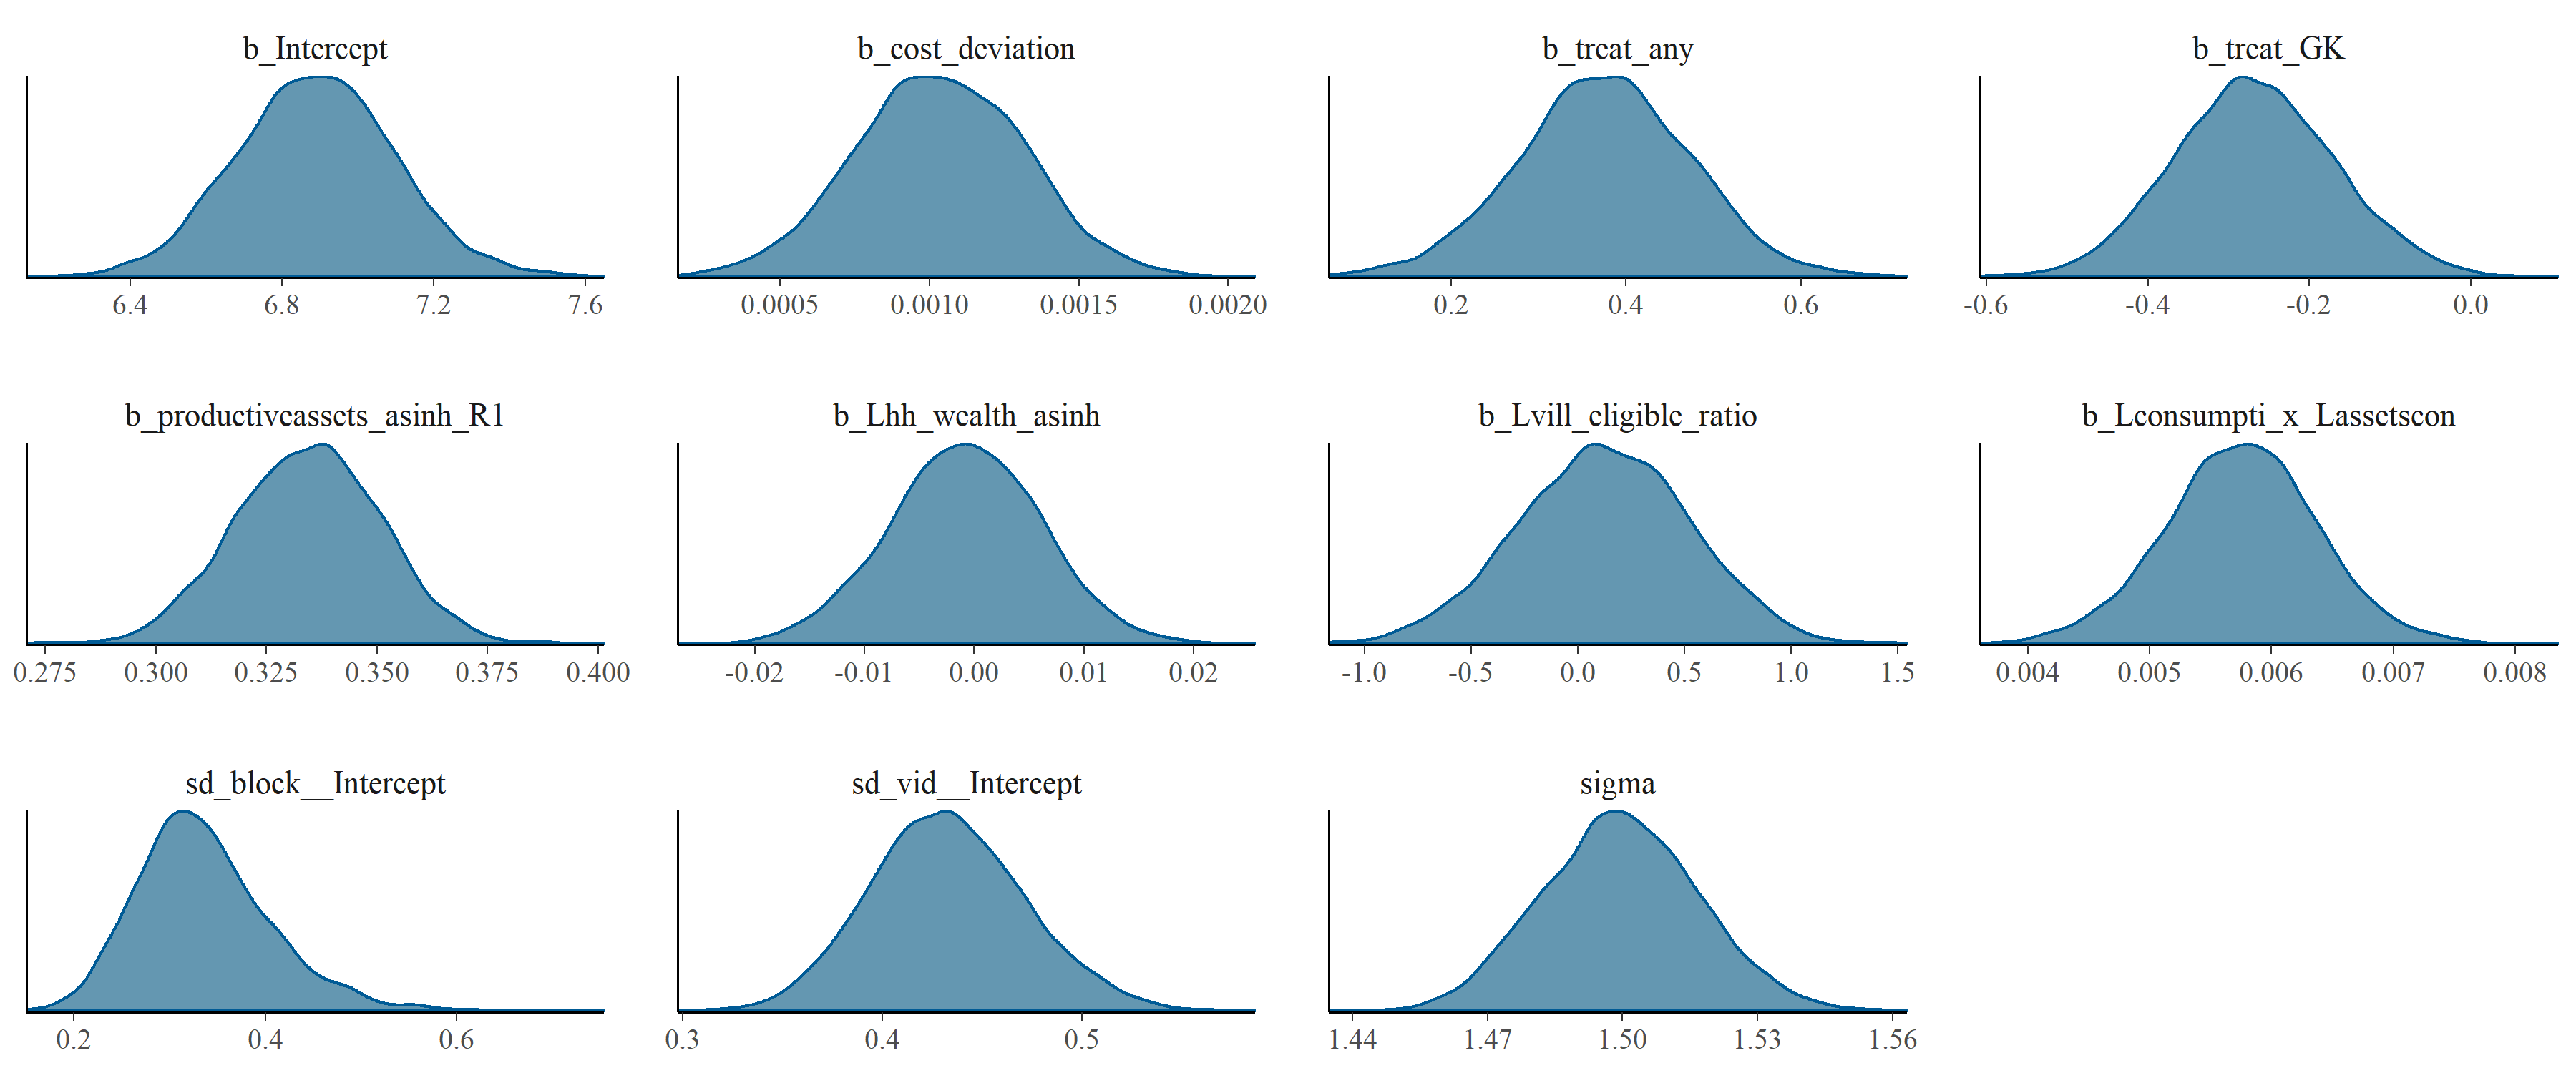 b_Intercept b_cost_deviation b_treat_any b_treat_GK
6.4 6.8 7.2 7.6 0.0005 0.0010 0.0015 0.0020 0.2 0.4 0.6 -0.6 -0.4 -0.2 0.0
b_productiveassets_asinh_R1 b_Lhh_wealth_asinh b_Lvill_eligible_ratio b_Lconsumpti_x_Lassetscon
0.275 0.300 0.325 0.350 0.375 0.400 -0.02 -0.01 0.00 0.01 0.02 -1.0 -0.5 0.0 0.5 1.0 1.5 0.004 0.005 0.006 0.007 0.008
sd_block__Intercept sd_vid__Intercept sigma
0.2 0.4 0.6 0.3 0.4 0.5 1.44 1.47 1.50 1.53 1.56